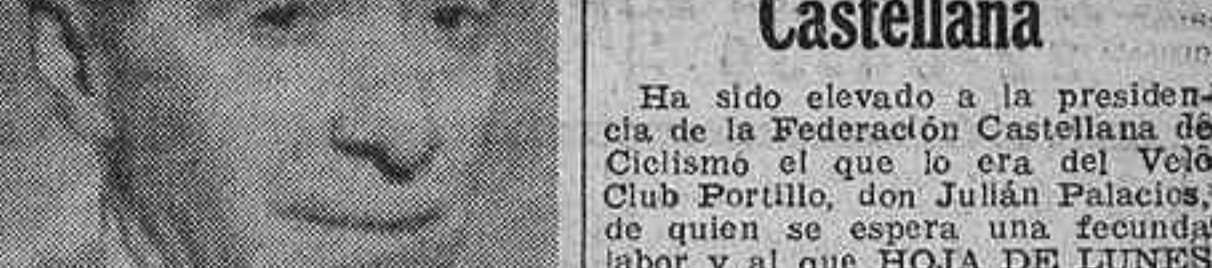 Castellana
Ha sido elevado a la presiden-
cia de la Federación Castellana de
Ciclismo el que lo era del Velo
Club Portillo, don Julián Palacios,
de quien se espera una fecunda
labor y al que HOJA DE LUNES